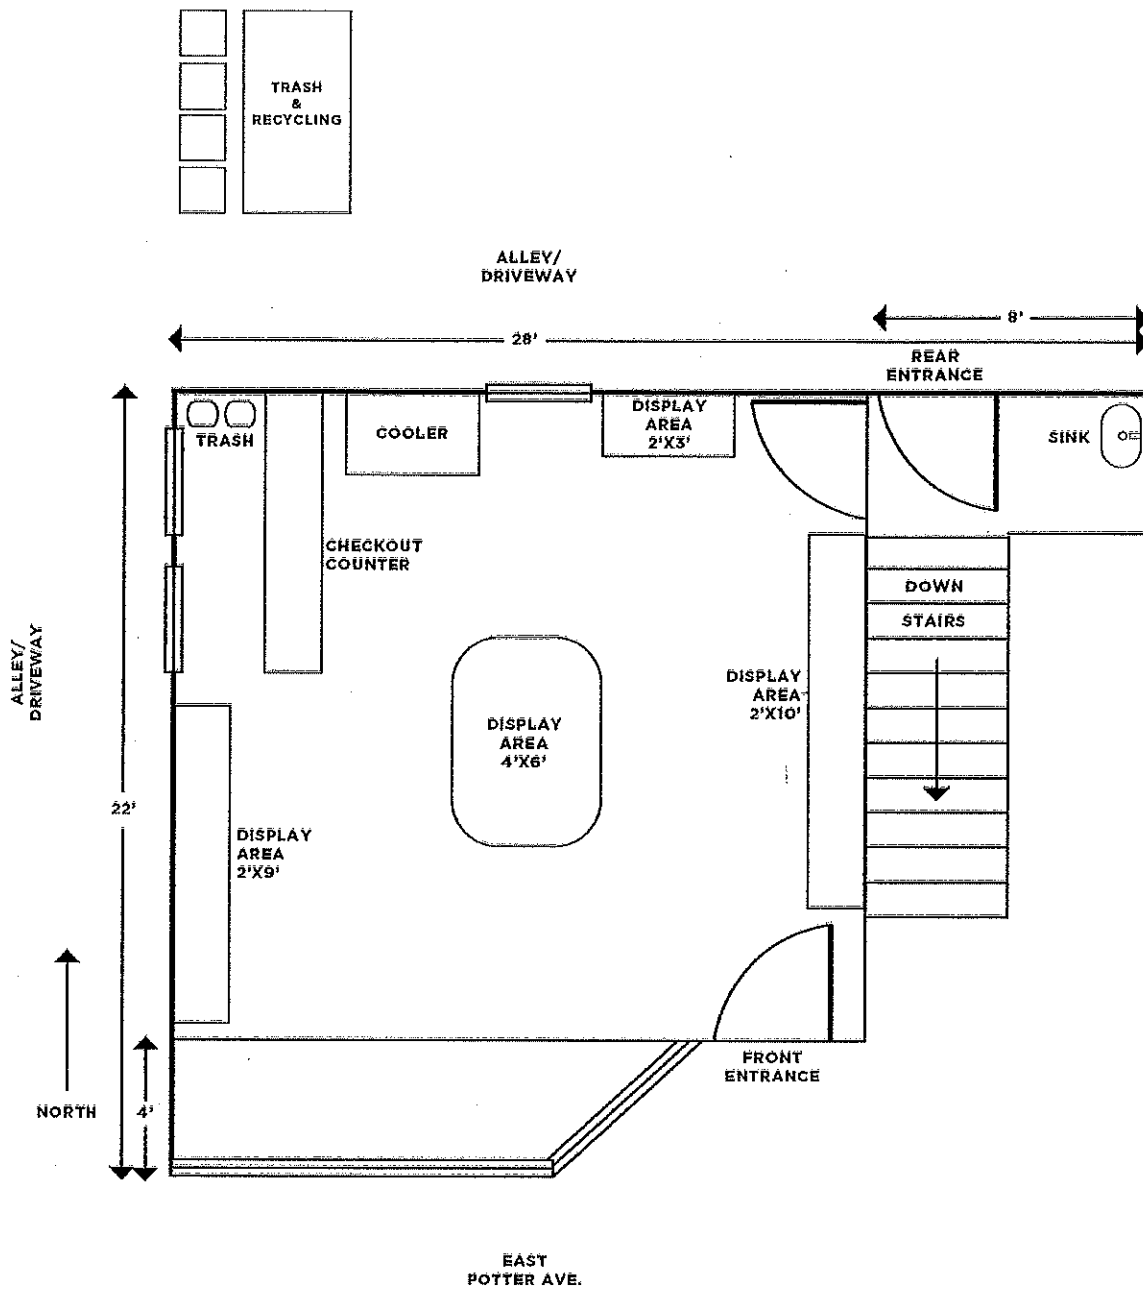 TRASH
&
RECYCLING
ALLEY/
DRIVEWAY
8'
28'
REAR
ENTRANCE
TRASH
COOLER
DISPLAY
AREA
2'X3'
SINK
CHECKOUT
COUNTER
DOWN
STAIRS
ALLEY/
DRIVEWAY
DISPLAY
AREA
2'X10'
DISPLAY
AREA
4'X6'
22'
DISPLAY
AREA
2'X9'
FRONT
ENTRANCE
NORTH
4'
EAST
POTTER AVE.